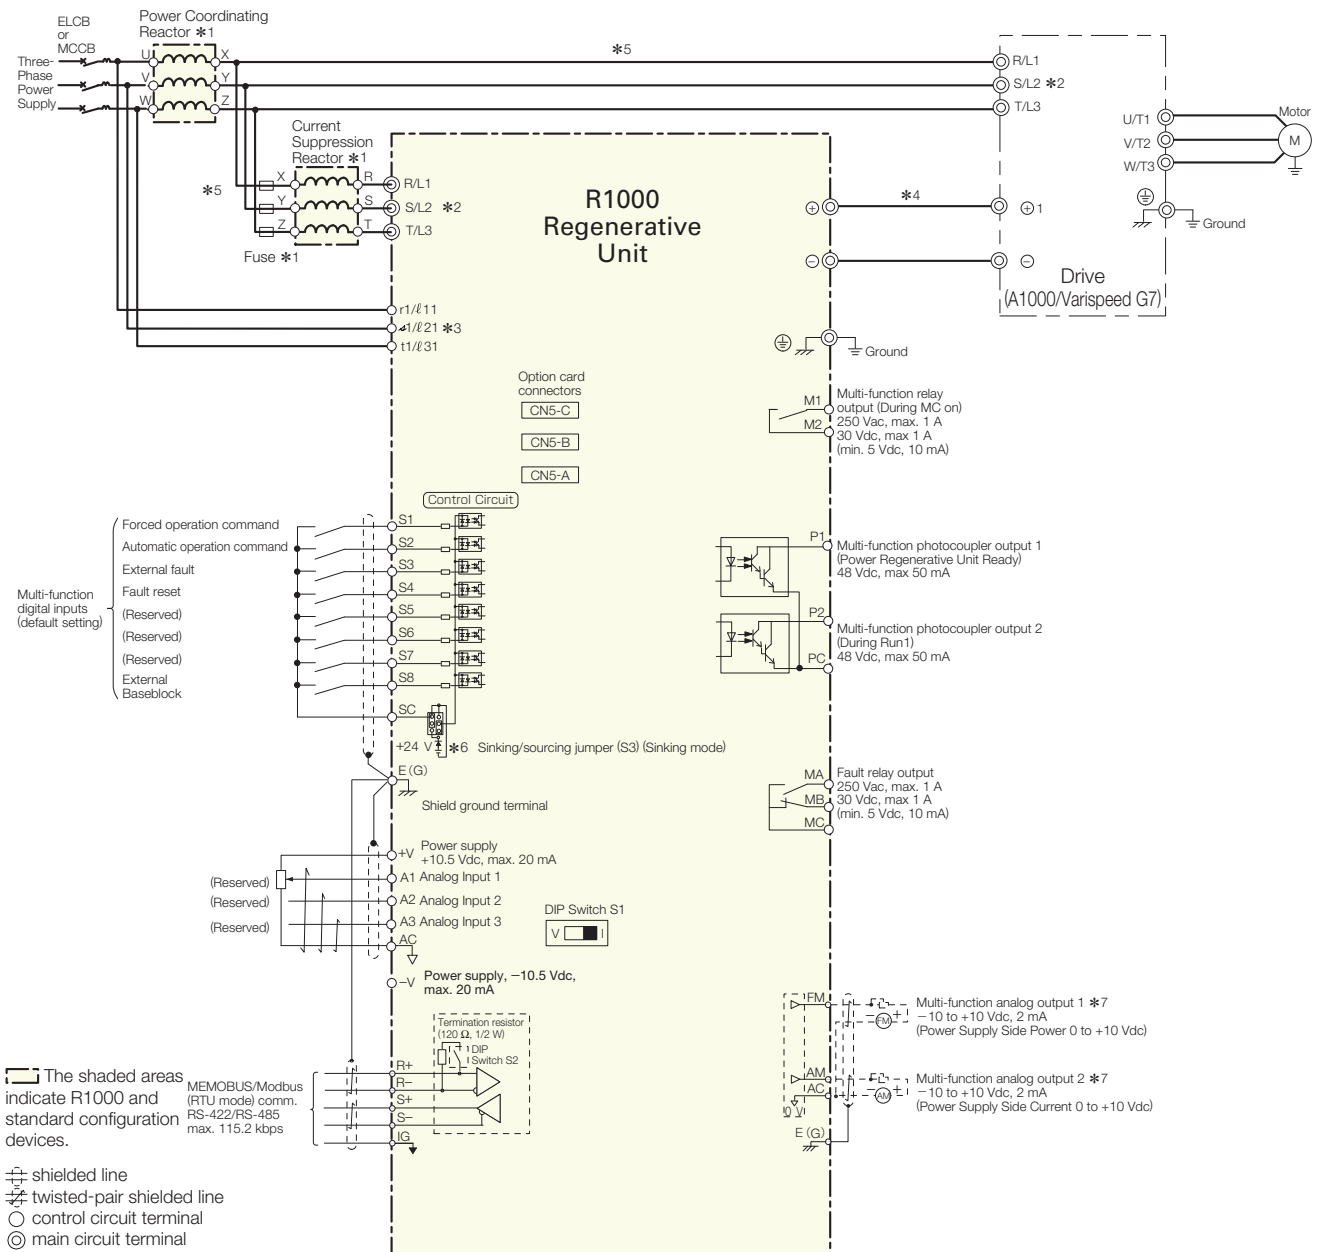 ELCB
or
MCCB
Power Coordinating
Reactor *1
Three-
Phase
Power
Supply
U
X
V
Y
W
Z
*5
R/L1
S/L2 *2
T/L3
U/T1
V/T2
W/T3
Motor
M
Current
Suppression
Reactor *1
*5
X
R
R/L1
Y
S
S/L2 *2
Z
T
T/L3
Fuse *1
R1000
Regenerative
Unit
+
*4
+ 1
−
−
Ground
Drive
(A1000/Varispeed G7)
r1/ℓ11
1/ℓ21 *3
t1/ℓ31
Ground
Option card
connectors
CN5-C
CN5-B
CN5-A
M1
M2
Multi-function relay
output (During MC on)
250 Vac, max. 1 A
30 Vdc, max 1 A
(min. 5 Vdc, 10 mA)
Control Circuit
Multi-function
digital inputs
(default setting)
Forced operation command
S1
Automatic operation command
S2
External fault
S3
Fault reset
S4
(Reserved)
S5
(Reserved)
S6
(Reserved)
S7
External
Baseblock
S8
SC
+24 V
*6 Sinking/sourcing jumper (S3) (Sinking mode)
E (G)
Shield ground terminal
P1
Multi-function photocoupler output 1
(Power Regenerative Unit Ready)
48 Vdc, max 50 mA
P2
PC
Multi-function photocoupler output 2
(During Run1)
48 Vdc, max 50 mA
MA
MB
MC
Fault relay output
250 Vac, max. 1 A
30 Vdc, max 1 A
(min. 5 Vdc, 10 mA)
+V
Power supply
+10.5 Vdc, max. 20 mA
(Reserved)
A1 Analog Input 1
(Reserved)
A2 Analog Input 2
(Reserved)
A3 Analog Input 3
AC
−V
Power supply, −10.5 Vdc,
max. 20 mA
DIP Switch S1
V
I
FM
− +
FM
Multi-function analog output 1 *7
−10 to +10 Vdc, 2 mA
(Power Supply Side Power 0 to +10 Vdc)
AM
AC
0 V
− +
AM
Multi-function analog output 2 *7
−10 to +10 Vdc, 2 mA
(Power Supply Side Current 0 to +10 Vdc)
E (G)
Termination resistor
(120 Ω, 1/2 W)
DIP
Switch S2
MEMOBUS/Modbus
(RTU mode) comm.
RS-422/RS-485
max. 115.2 kbps
R+
R−
S+
S−
IG
The shaded areas
indicate R1000 and
standard configuration
devices.
shielded line
twisted-pair shielded line
control circuit terminal
main circuit terminal